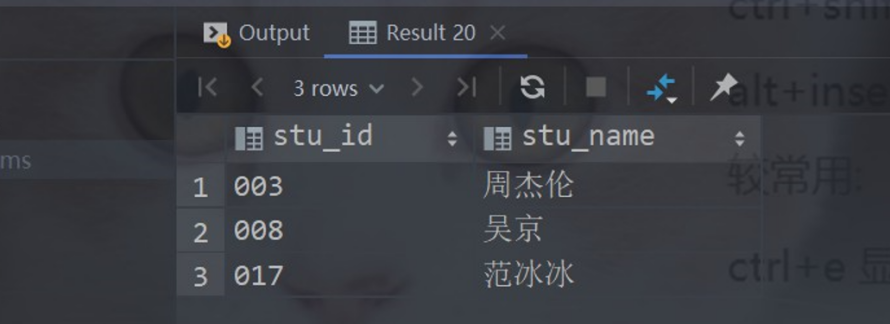 ctrl+shi
Output
Result 20
3 rows
alt+inse
stu_id
stu_name
ms
较常用:
1 003 周杰伦
2 008 吴京
3 017 范冰冰
ctrl+e 显